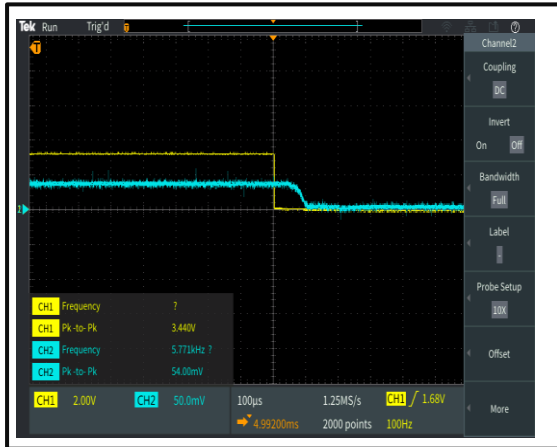 Tek Run Trig'd
T
Channel2
Coupling
DC
Invert
On Off
Bandwidth
Full
Label
-
Probe Setup
10X
Offset
More
1
CH1 Frequency ?
CH1 Pk-to- Pk 3.440V
CH2 Frequency 5.771kHz ?
CH2 Pk-to- Pk 54.00mV
CH1 2.00V CH2 50.0mV 100µs 1.25MS/s CH1 1.68V
4.99200ms 2000 points 100Hz